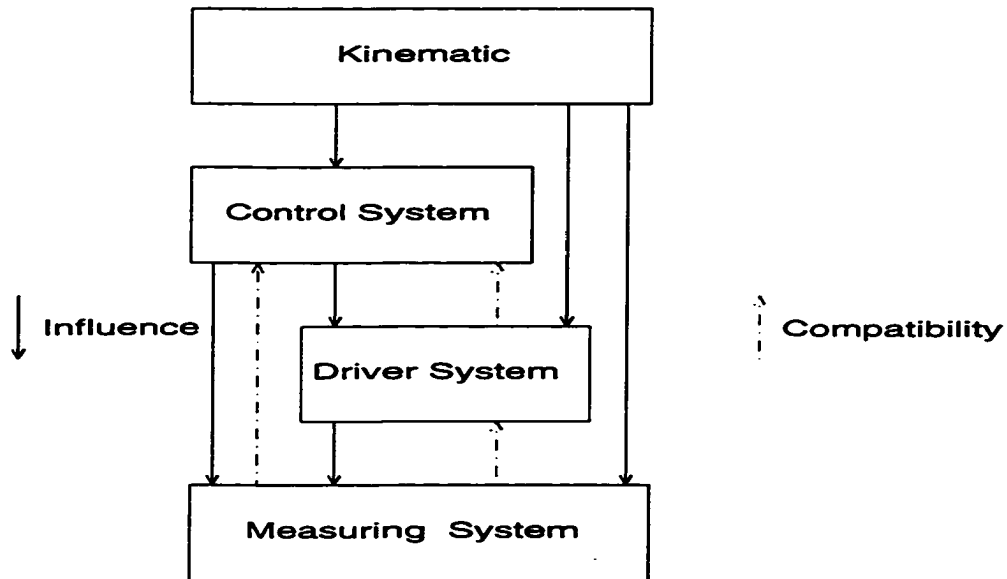 Kinematic
Control System
Influence
Compatibility
Driver System
Measuring System